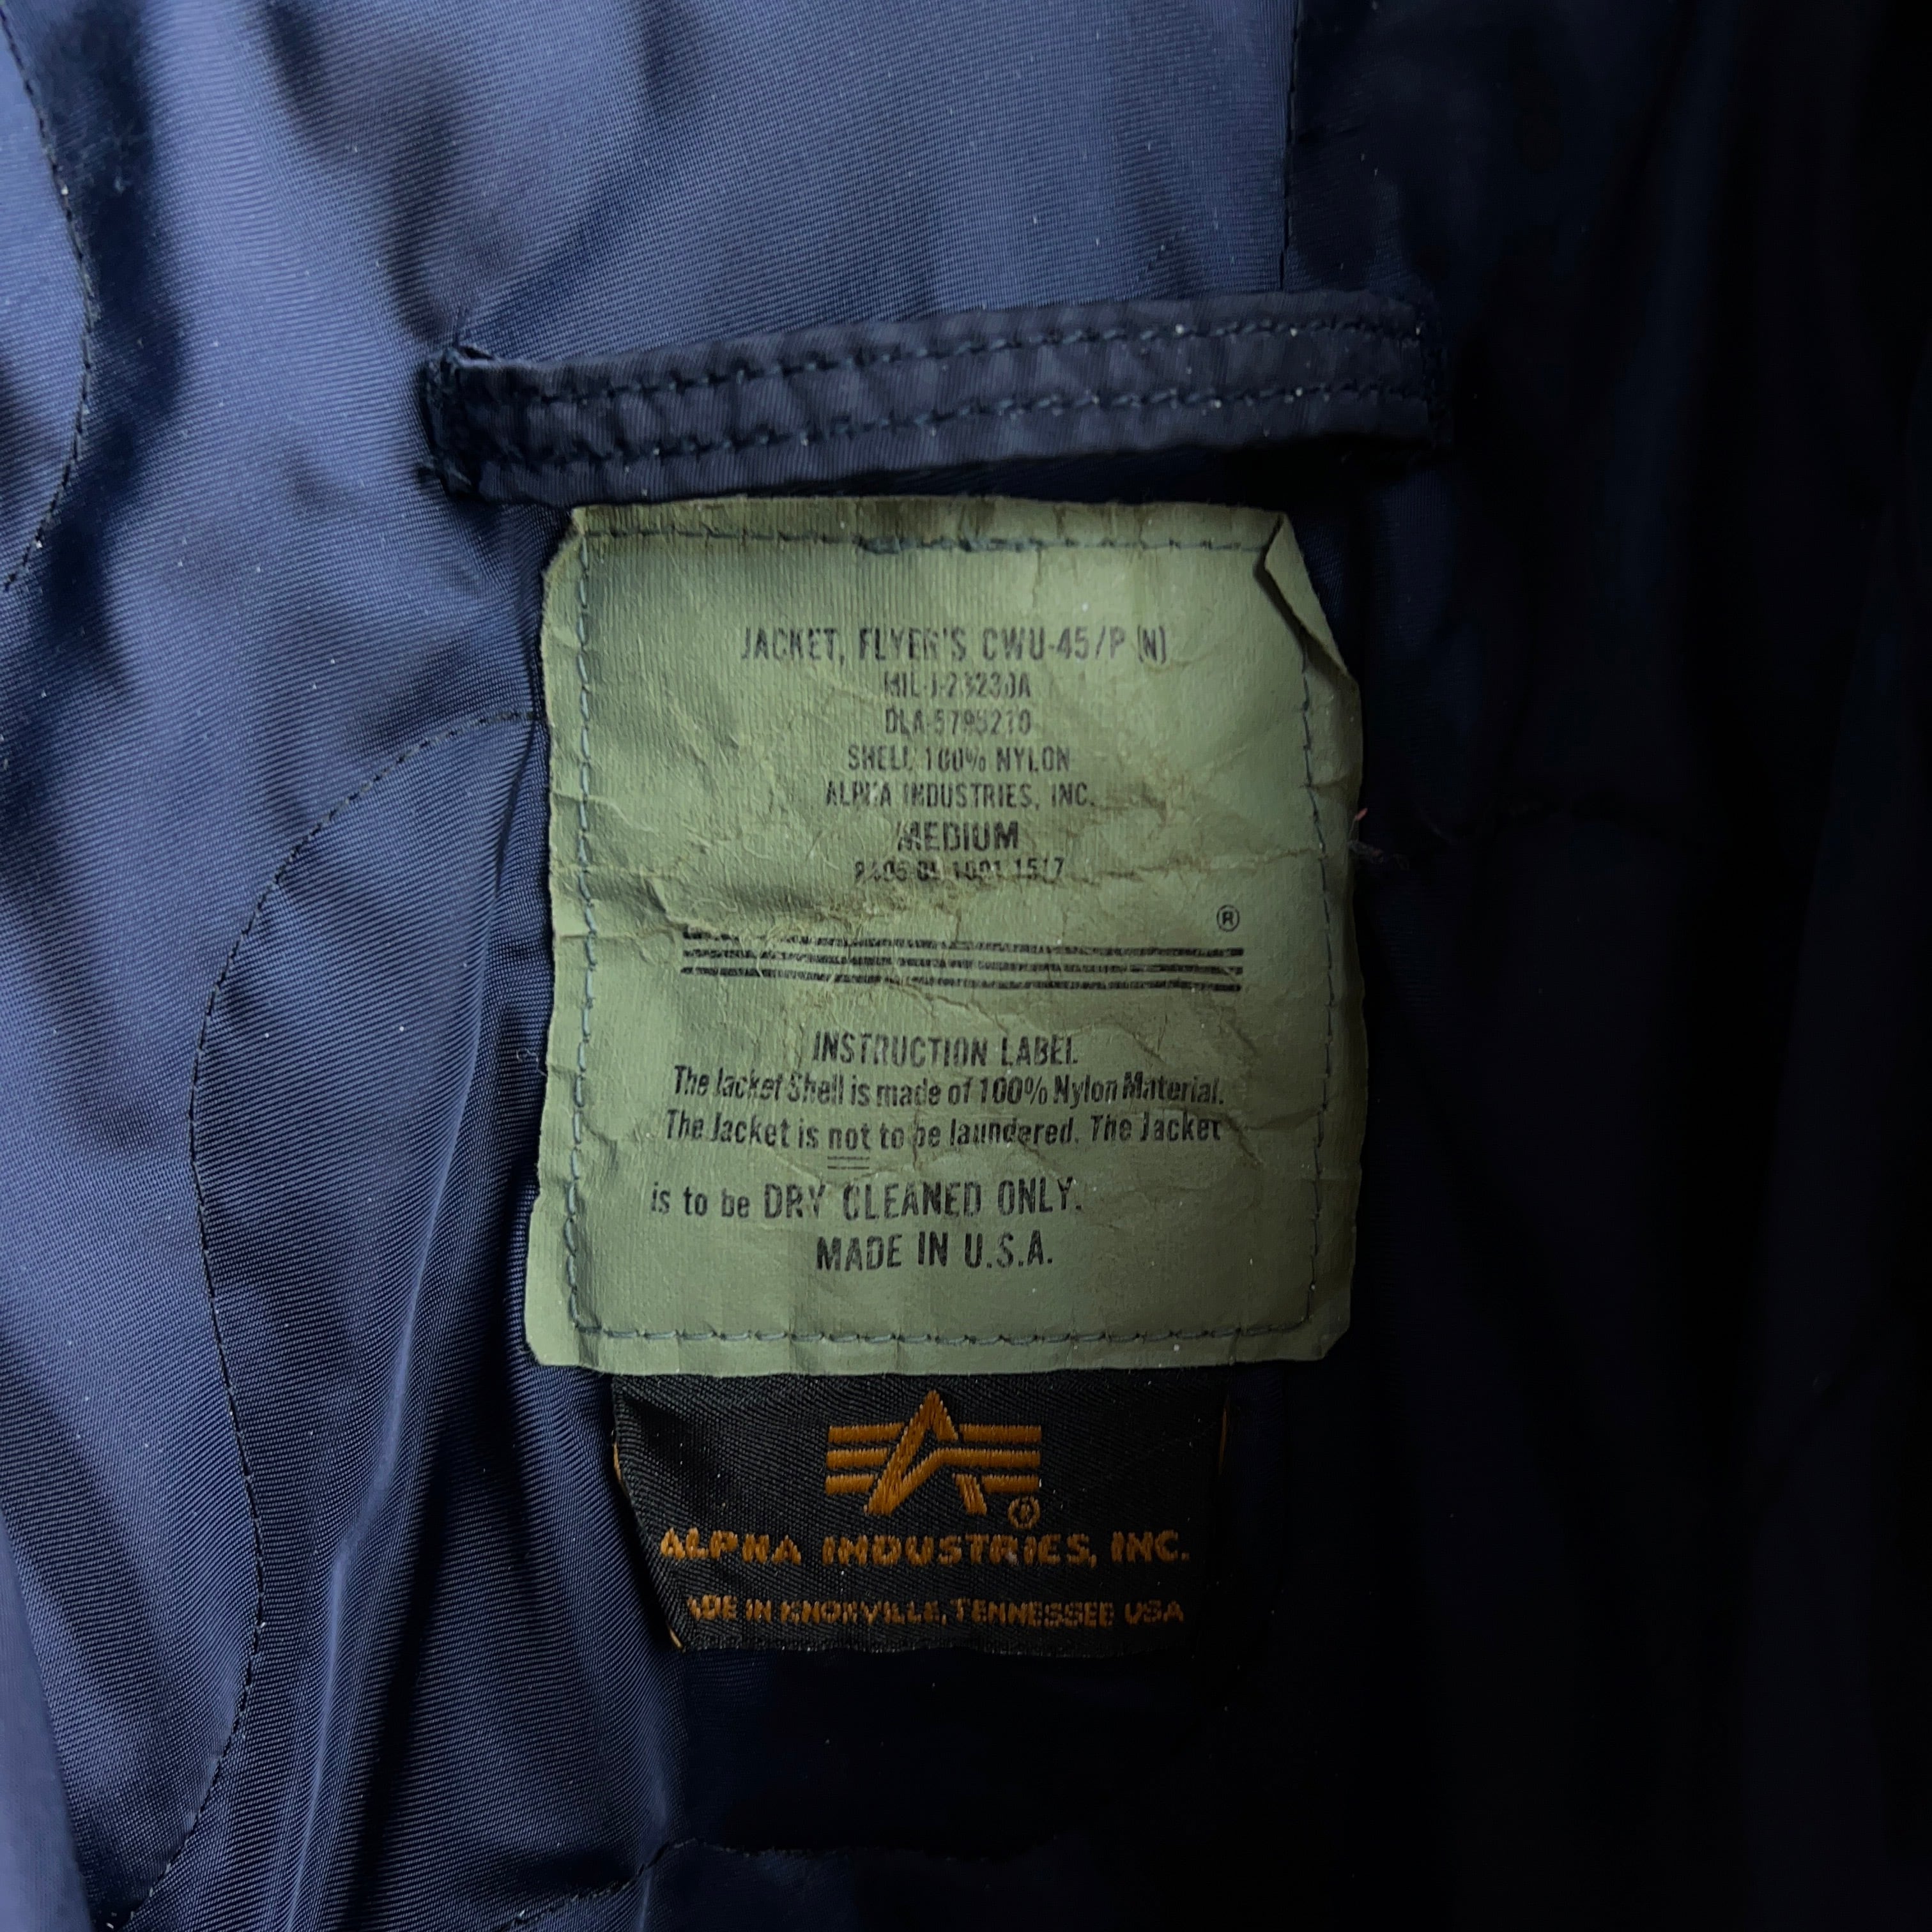 JACKET, FLYER'S CWU-45/P (N)
MIL-J-23230A
DLA-5795210
SHELL 100% NYLON
ALPHA INDUSTRIES, INC.
MEDIUM
1001 1517
®
INSTRUCTION LABEL
The Jacket Shell is made of 100% Nylon Material.
The Jacket is not to be laundered. The Jacket
is to be DRY CLEANED ONLY.
MADE IN U.S.A.
®
ALPHA INDUSTRIES, INC.
ADE IN KNOXVILLE, TENNESSEE USA